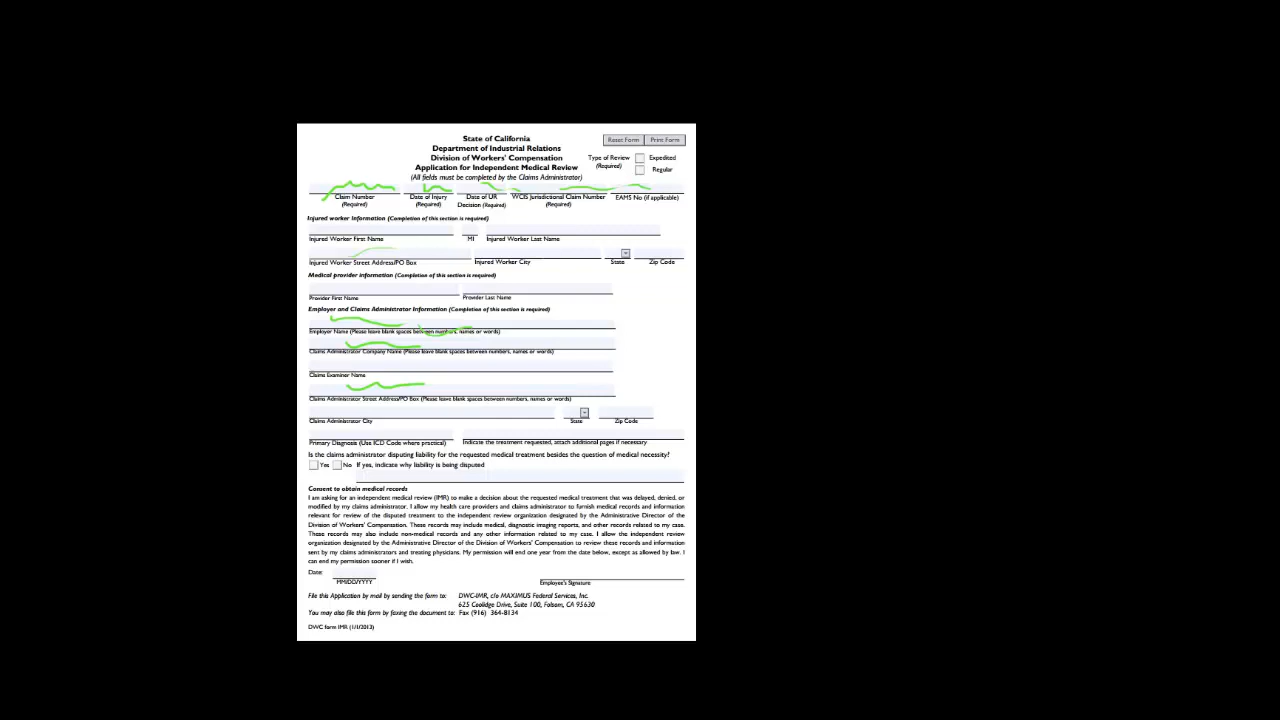 State of California
Department of Industrial Relations
Division of Workers' Compensation
Application for Independent Medical Review
(All fields must be completed by the Claims Administrator)
Reset Form Print Form
Type of Review (Required) Expedited
Regular
Claim Number (Required)
Date of Injury (Required)
Date of UR Decision (Required)
WCIS Jurisdictional Claim Number (Required)
EAMS No (if applicable)
Injured worker Information (Completion of this section is required)
Injured Worker First Name MI Injured Worker Last Name
Injured Worker Street Address/PO Box Injured Worker City State Zip Code
Medical provider information (Completion of this section is required)
Provider First Name Provider Last Name
Employer and Claims Administrator Information (Completion of this section is required)
Employer Name (Please leave blank spaces between numbers, names or words)
Claims Administrator Company Name (Please leave blank spaces between numbers, names or words)
Claims Examiner Name
Claims Administrator Street Address/PO Box (Please leave blank spaces between numbers, names or words)
Claims Administrator City State Zip Code
Primary Diagnosis (Use ICD Code where practical) Indicate the treatment requested, attach additional pages if necessary
Is the claims administrator disputing liability for the requested medical treatment besides the question of medical necessity?
Yes No If yes, indicate why liability is being disputed
Consent to obtain medical records
I am asking for an independent medical review (IMR) to make a decision about the requested medical treatment that was delayed, denied, or
modified by my claims administrator. I allow my health care providers and claims administrator to furnish medical records and information
relevant for review of the disputed treatment to the independent review organization designated by the Administrative Director of the
Division of Workers' Compensation. These records may include medical, diagnostic imaging reports, and other records related to my case.
These records may also include non-medical records and any other information related to my case. I allow the independent review
organization designated by the Administrative Director of the Division of Workers' Compensation to review these records and information
sent by my claims administrators and treating physicians. My permission will end one year from the date below, except as allowed by law. I
can end my permission sooner if I wish.
Date:
MM/DD/YYYY Employee's Signature
File this Application by mail by sending the form to: DWC-IMR, c/o MAXIMUS Federal Services, Inc.
625 Coolidge Drive, Suite 100, Folsom, CA 95630
You may also file this form by faxing the document to: Fax (916) 364-8134
DWC form IMR (1/1/2013)